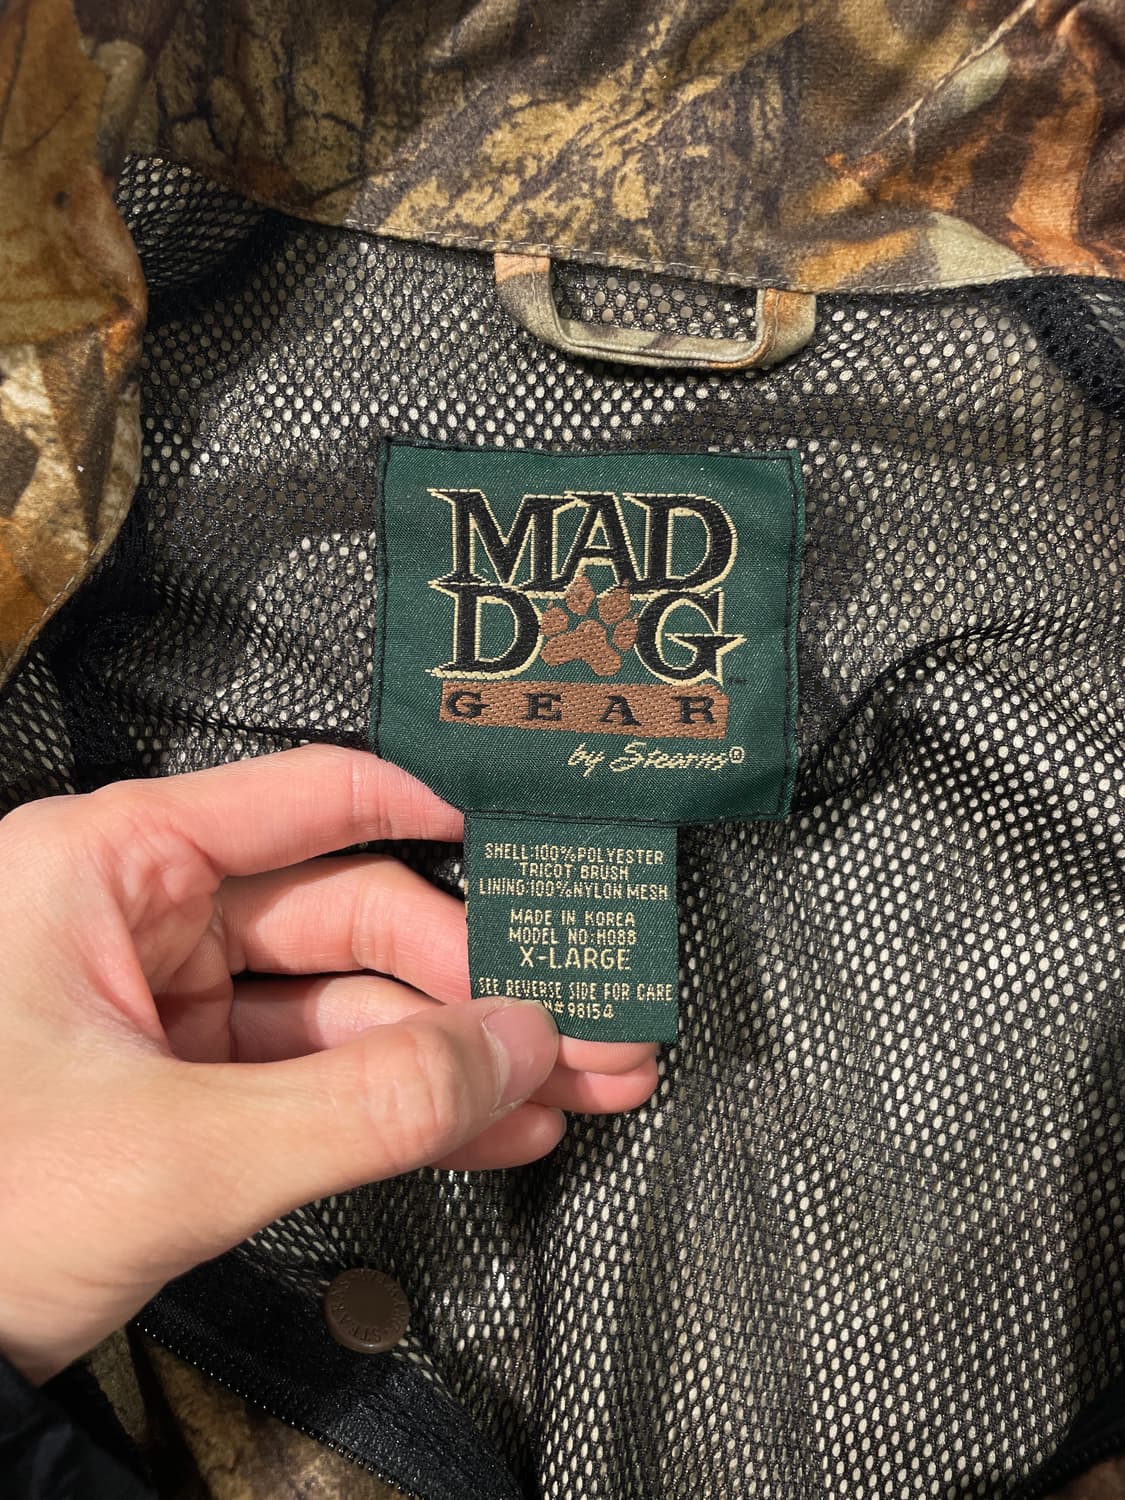 MAD
DOG
GEAR
by Stearns®
SHELL:100%POLYESTER
TRICOT BRUSH
LINING:100%NYLON MESH
MADE IN KOREA
MODEL NO:H088
X-LARGE
SEE REVERSE SIDE FOR CARE
#98154
STEARNS